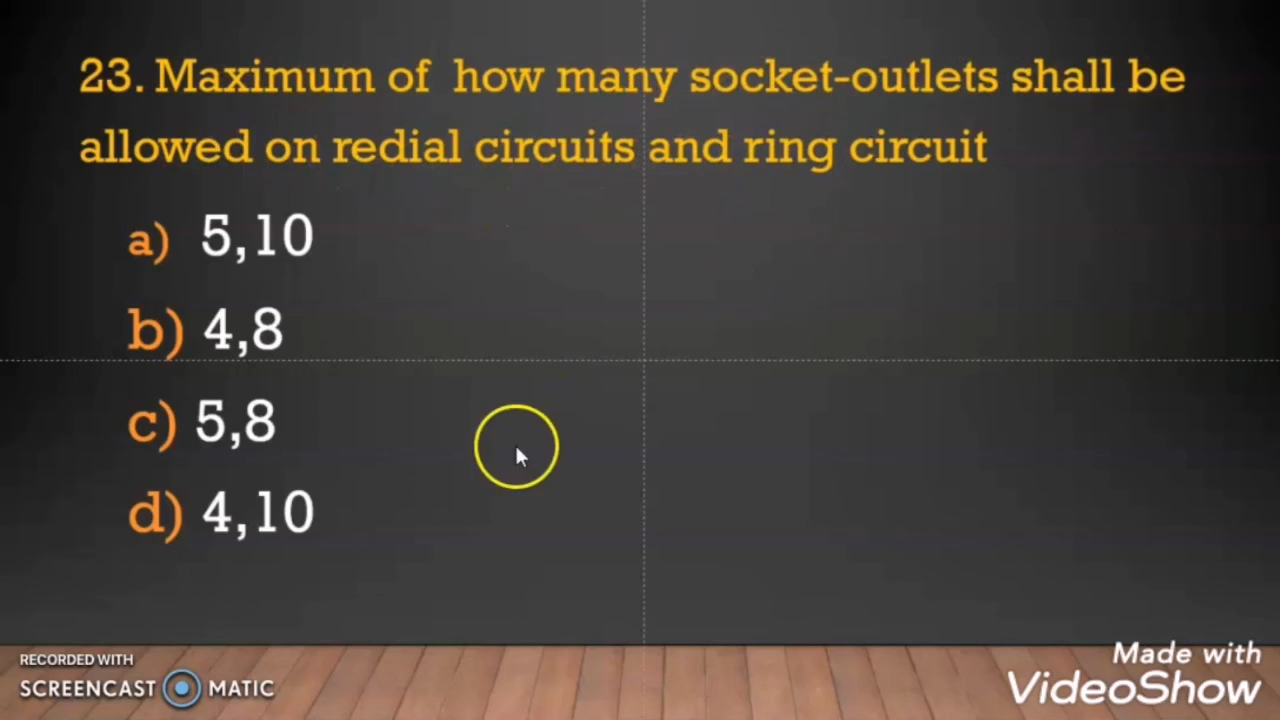 23. Maximum of how many socket-outlets shall be
allowed on redial circuits and ring circuit
a) 5,10
b) 4,8
c) 5,8
d) 4,10
RECORDED WITH
SCREENCAST MATIC
Made with
VideoShow